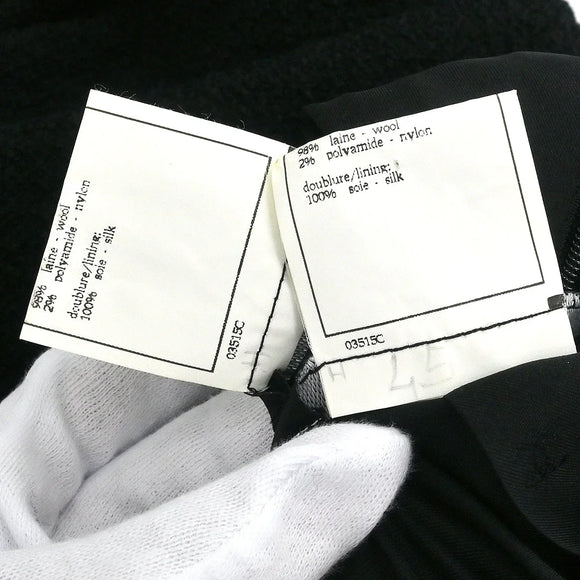 98% laine - wool
2% polyamide - nylon
doublure/lining:
100% soie - silk
03515C
98% laine - wool
2% polyamide - nylon
doublure/lining:
100% soie - silk
03515C
H 45